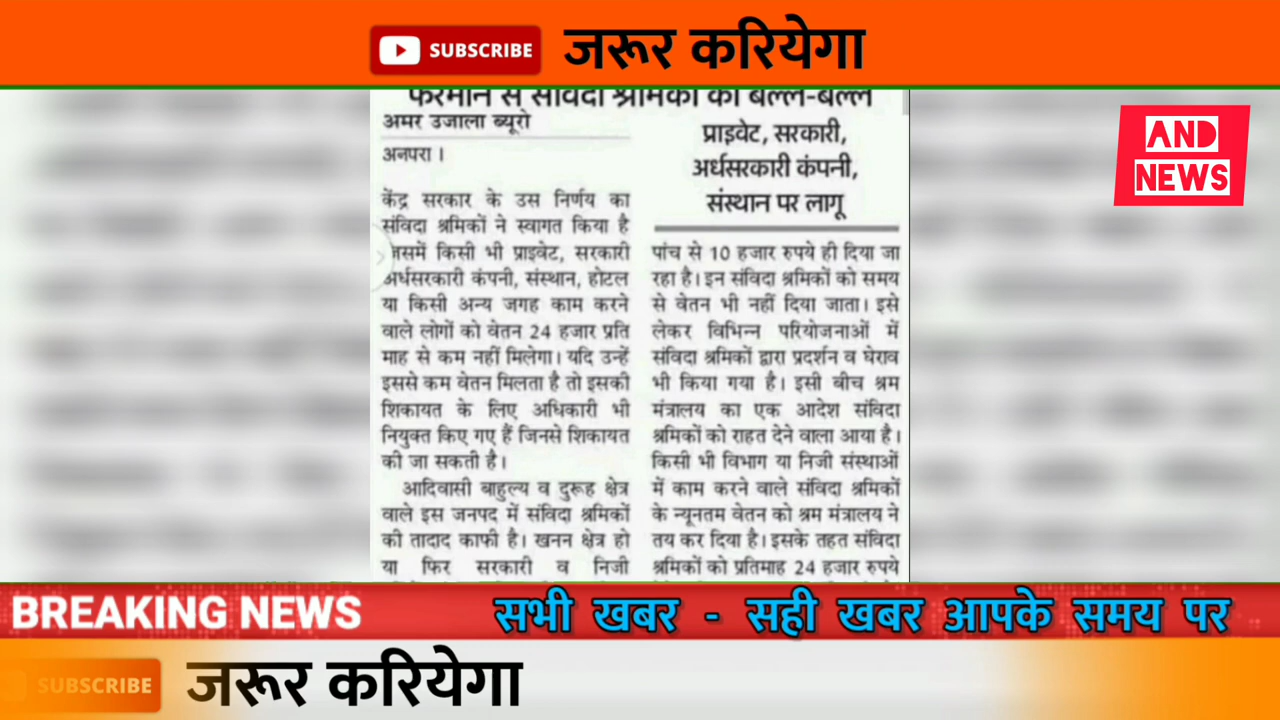 SUBSCRIBE जरूर करियेगा
फरमान से संविदा श्रमिकों की बल्ले-बल्ले
AND
NEWS
अमर उजाला ब्यूरो
अनपरा ।
केंद्र सरकार के उस निर्णय का
संविदा श्रमिकों ने स्वागत किया है
जिसमें किसी भी प्राइवेट, सरकारी
अर्धसरकारी कंपनी, संस्थान, होटल
या किसी अन्य जगह काम करने
वाले लोगों को वेतन 24 हजार प्रति
माह से कम नहीं मिलेगा। यदि उन्हें
इससे कम वेतन मिलता है तो इसकी
शिकायत के लिए अधिकारी भी
नियुक्त किए गए हैं जिनसे शिकायत
की जा सकती है।
आदिवासी बाहुल्य व दुरूह क्षेत्र
वाले इस जनपद में संविदा श्रमिकों
की तादाद काफी है। खनन क्षेत्र हो
या फिर सरकारी व निजी
प्राइवेट, सरकारी,
अर्धसरकारी कंपनी,
संस्थान पर लागू
पांच से 10 हजार रुपये ही दिया जा
रहा है। इन संविदा श्रमिकों को समय
से वेतन भी नहीं दिया जाता। इसे
लेकर विभिन्न परियोजनाओं में
संविदा श्रमिकों द्वारा प्रदर्शन व घेराव
भी किया गया है। इसी बीच श्रम
मंत्रालय का एक आदेश संविदा
श्रमिकों को राहत देने वाला आया है।
किसी भी विभाग या निजी संस्थाओं
में काम करने वाले संविदा श्रमिकों
के न्यूनतम वेतन को श्रम मंत्रालय ने
तय कर दिया है। इसके तहत संविदा
श्रमिकों को प्रतिमाह 24 हजार रुपये
BREAKING NEWS सभी खबर - सही खबर आपके समय पर
SUBSCRIBE जरूर करियेगा